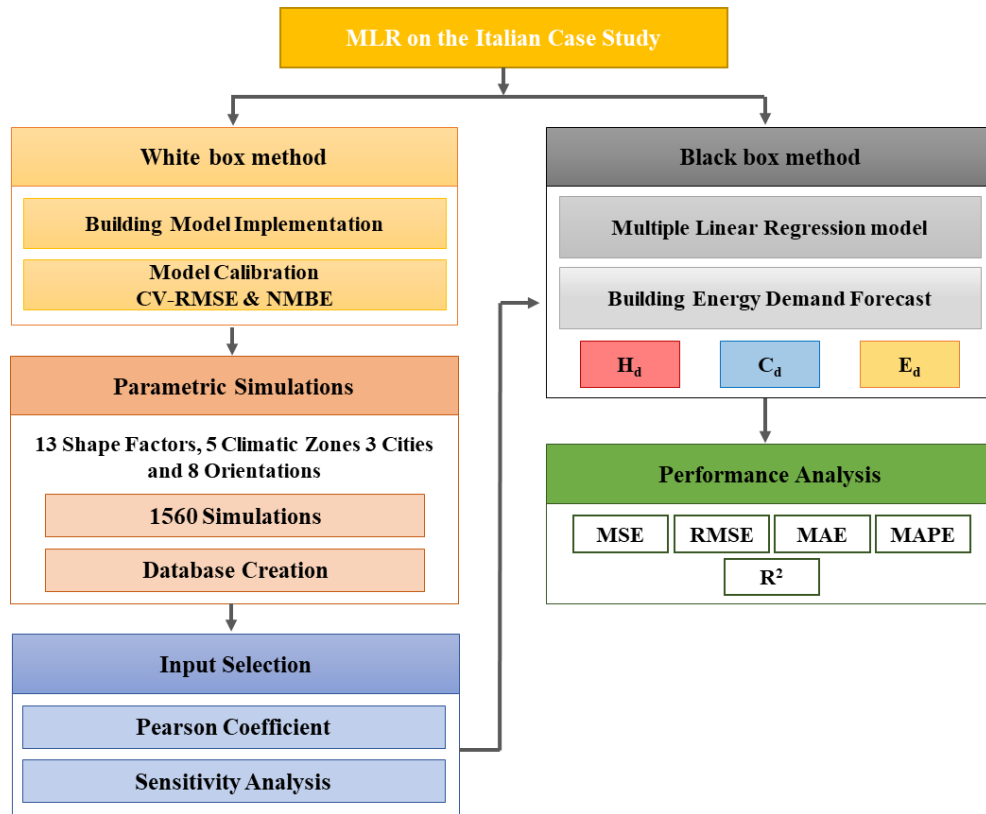 MLR on the Italian Case Study
White box method
Building Model Implementation
Model Calibration
CV-RMSE & NMBE
Parametric Simulations
13 Shape Factors, 5 Climatic Zones 3 Cities
and 8 Orientations
1560 Simulations
Database Creation
Input Selection
Pearson Coefficient
Sensitivity Analysis
Black box method
Multiple Linear Regression model
Building Energy Demand Forecast
H_d C_d E_d
Performance Analysis
MSE RMSE MAE MAPE
R²